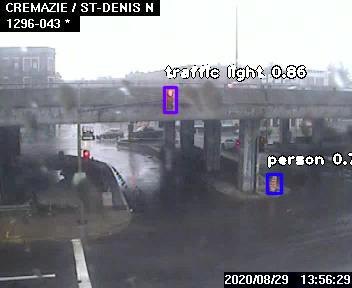 CREMAZIE / ST-DENIS N
1296-043 *
traffic light 0.86
person 0.7
2020/08/29 13:56:29